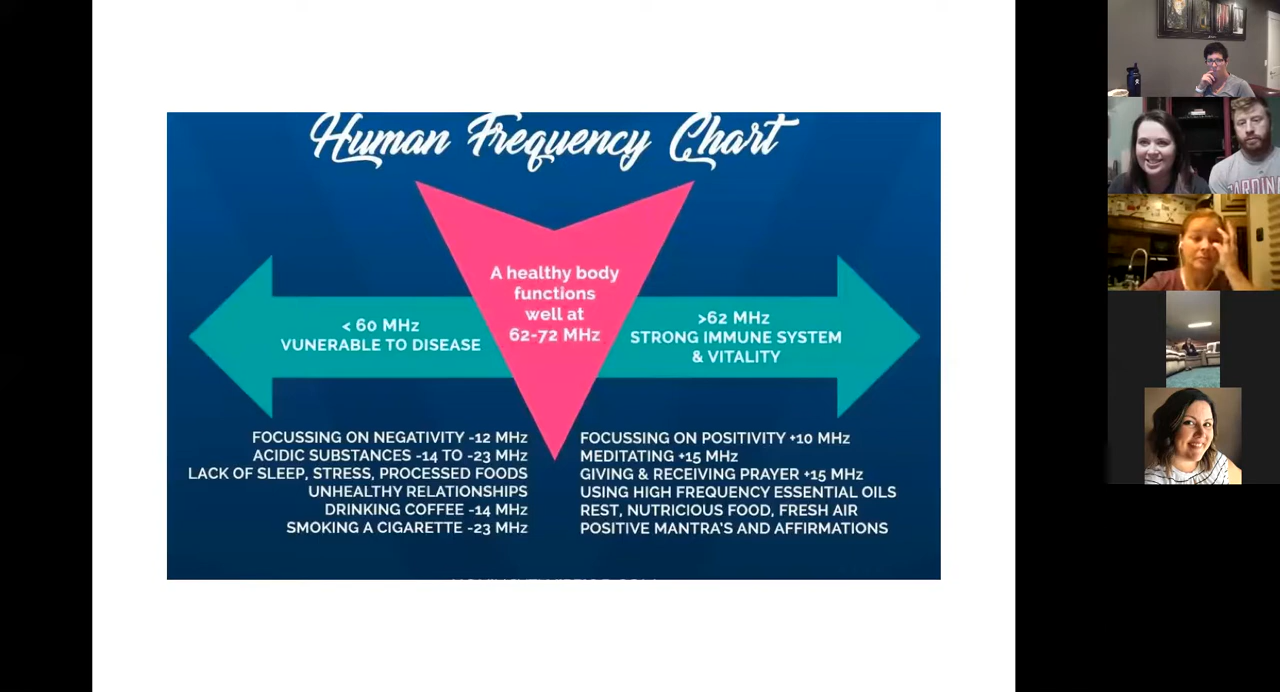 Human Frequency Chart
A healthy body
functions
well at
62-72 MHz
< 60 MHz
VUNERABLE TO DISEASE
>62 MHz
STRONG IMMUNE SYSTEM
& VITALITY
FOCUSSING ON NEGATIVITY -12 MHz
ACIDIC SUBSTANCES -14 TO -23 MHz
LACK OF SLEEP, STRESS, PROCESSED FOODS
UNHEALTHY RELATIONSHIPS
DRINKING COFFEE -14 MHz
SMOKING A CIGARETTE -23 MHz
FOCUSSING ON POSITIVITY +10 MHz
MEDITATING +15 MHz
GIVING & RECEIVING PRAYER +15 MHz
USING HIGH FREQUENCY ESSENTIAL OILS
REST, NUTRICIOUS FOOD, FRESH AIR
POSITIVE MANTRA'S AND AFFIRMATIONS
CARDINA